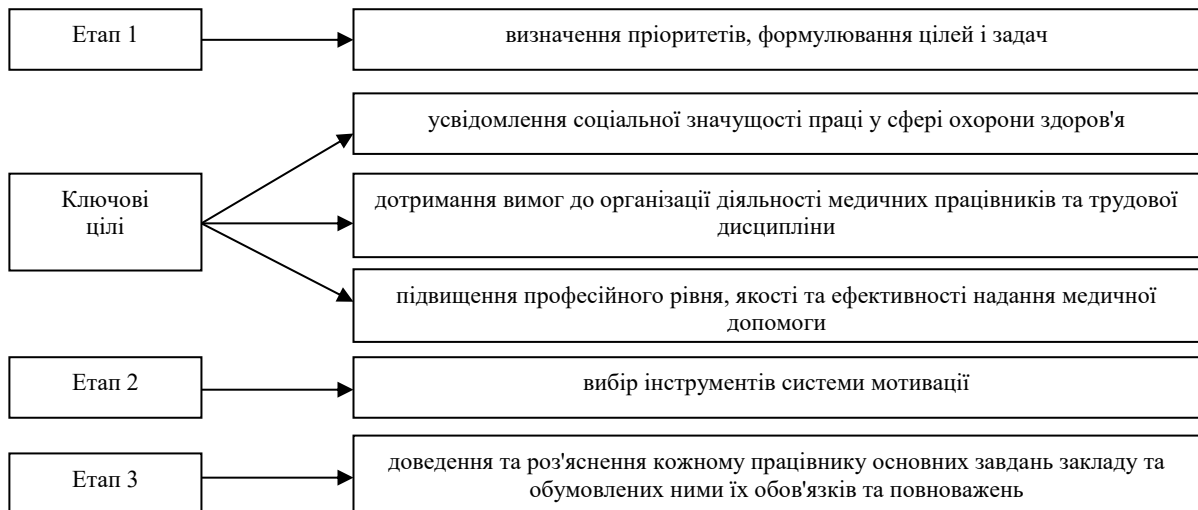 Етап 1
визначення пріоритетів, формулювання цілей і задач
усвідомлення соціальної значущості праці у сфері охорони здоров'я
Ключові
цілі
дотримання вимог до організації діяльності медичних працівників та трудової
дисципліни
підвищення професійного рівня, якості та ефективності надання медичної
допомоги
Етап 2
вибір інструментів системи мотивації
Етап 3
доведення та роз'яснення кожному працівнику основних завдань закладу та
обумовлених ними їх обов'язків та повноважень